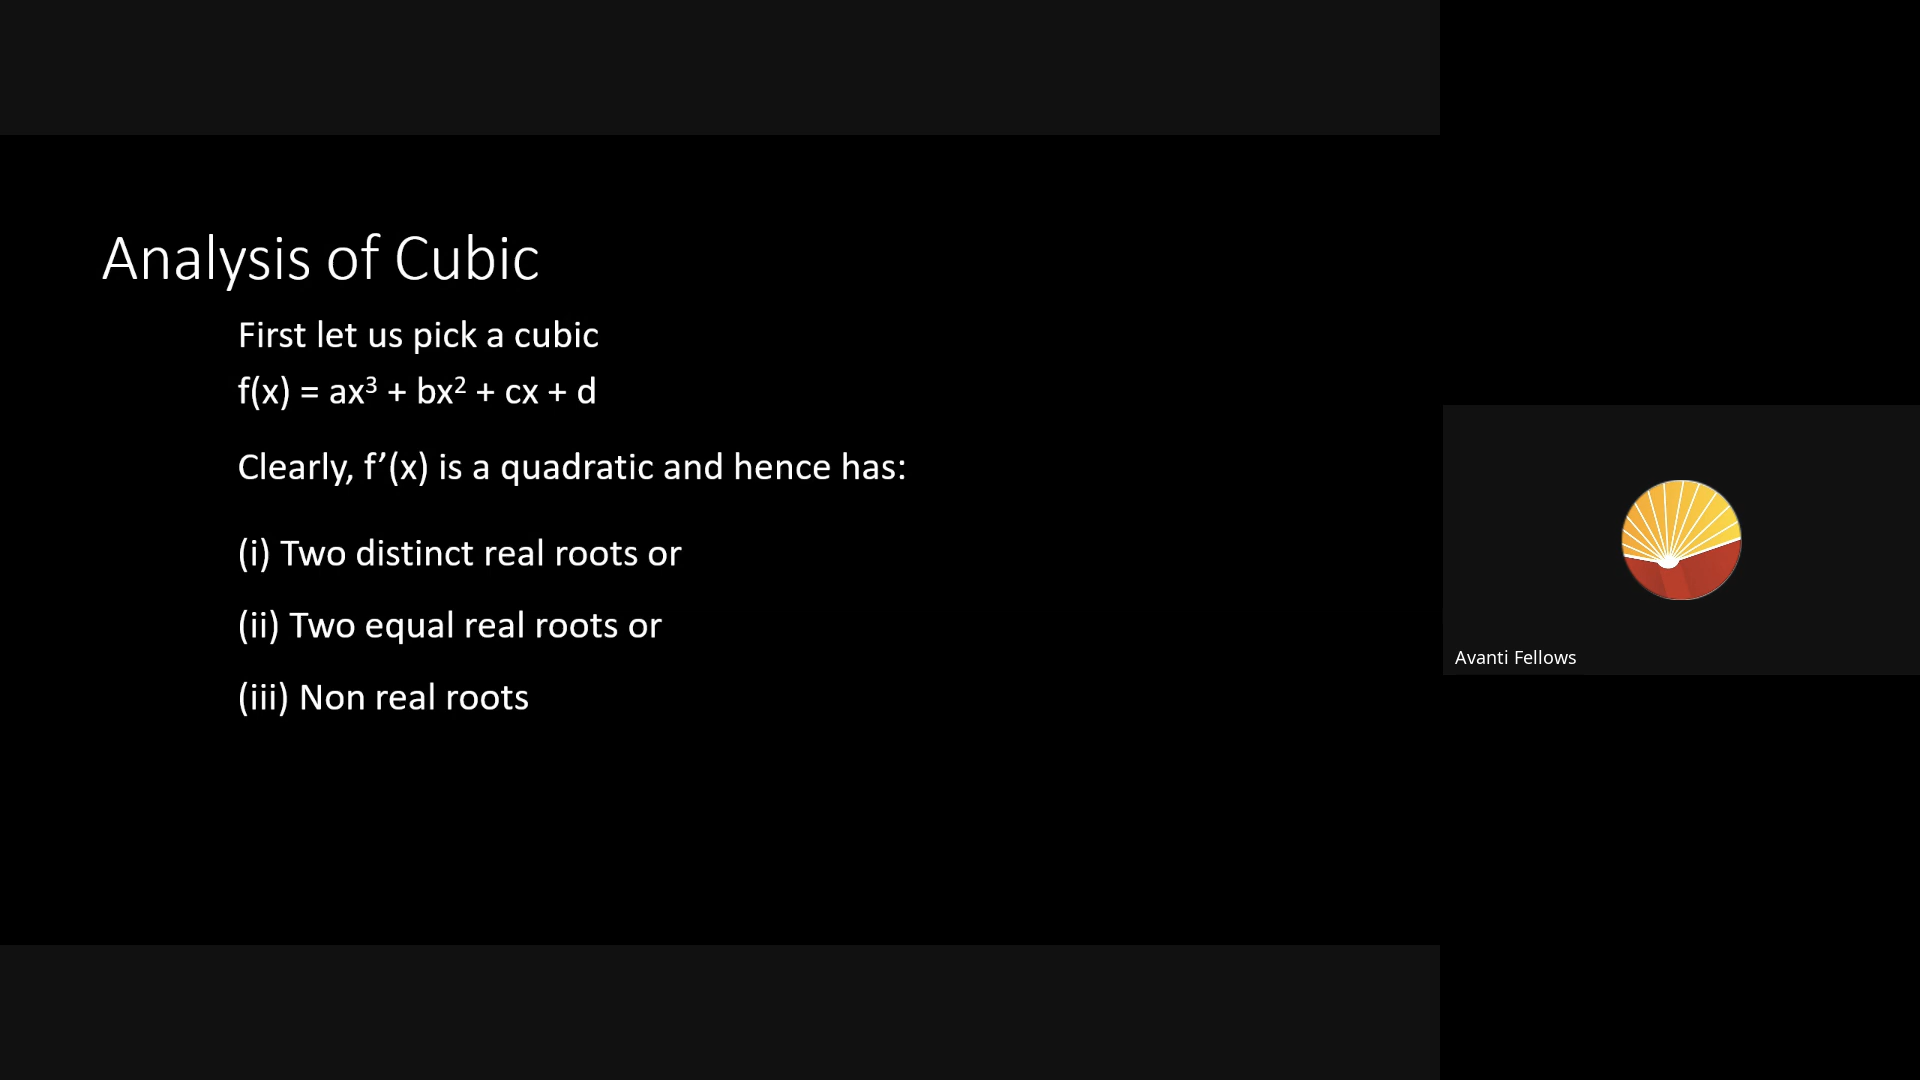 Analysis of Cubic
First let us pick a cubic
f(x) = ax³ + bx² + cx + d
Clearly, f’(x) is a quadratic and hence has:
(i) Two distinct real roots or
(ii) Two equal real roots or
(iii) Non real roots
Avanti Fellows